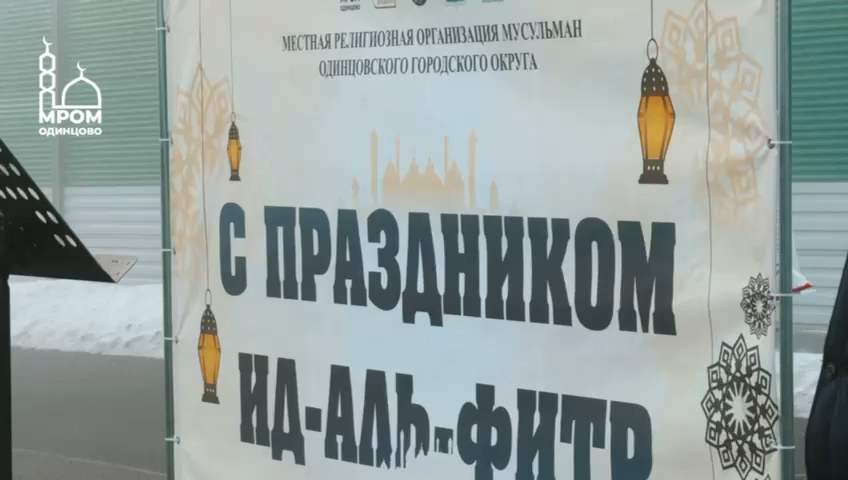 МРОМ
ОДИНЦОВО
МЕСТНАЯ РЕЛИГИОЗНАЯ ОРГАНИЗАЦИЯ МУСУЛЬМАН
ОДИНЦОВСКОГО ГОРОДСКОГО ОКРУГА
С ПРАЗДНИКОМ
ИД-АЛЬ-ФИТР